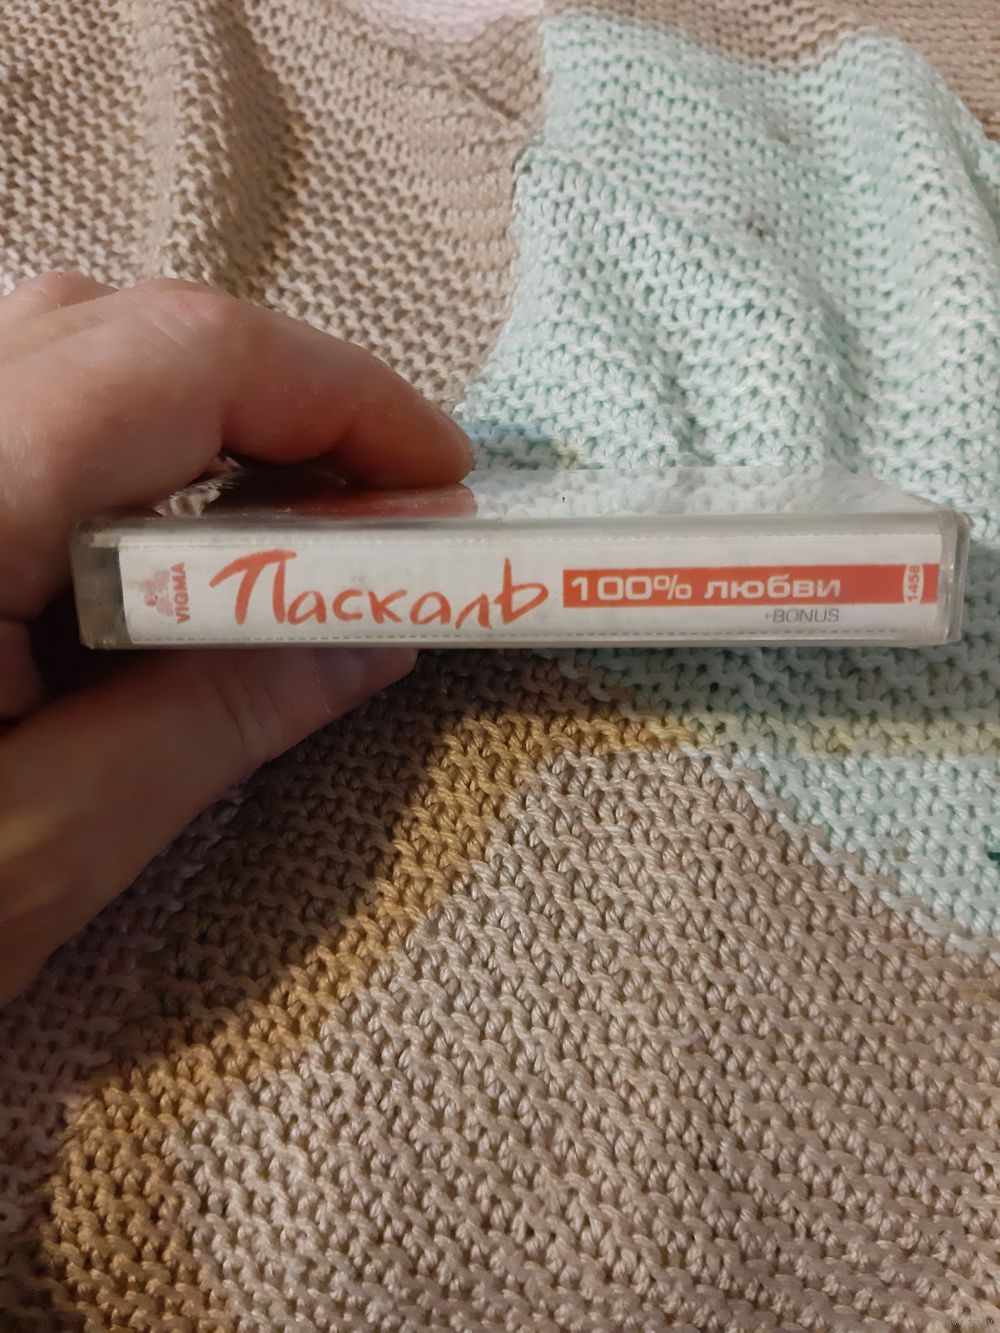 VIGMA
Паскаль
100% любви
+BONUS
1458